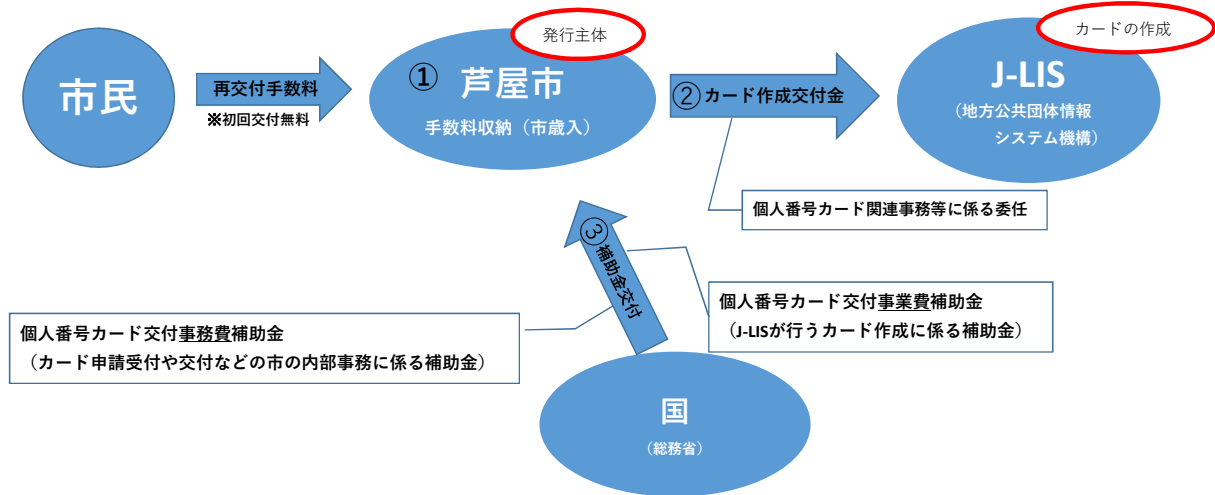 発行主体
カードの作成
市民
再交付手数料
※初回交付無料
① 芦屋市
手数料収納（市歳入）
②カード作成交付金
J-LIS
（地方公共団体情報
システム機構）
個人番号カード関連事務等に係る委任
③補助金交付
個人番号カード交付事業費補助金
（J-LISが行うカード作成に係る補助金）
個人番号カード交付事務費補助金
（カード申請受付や交付などの市の内部事務に係る補助金）
国
（総務省）